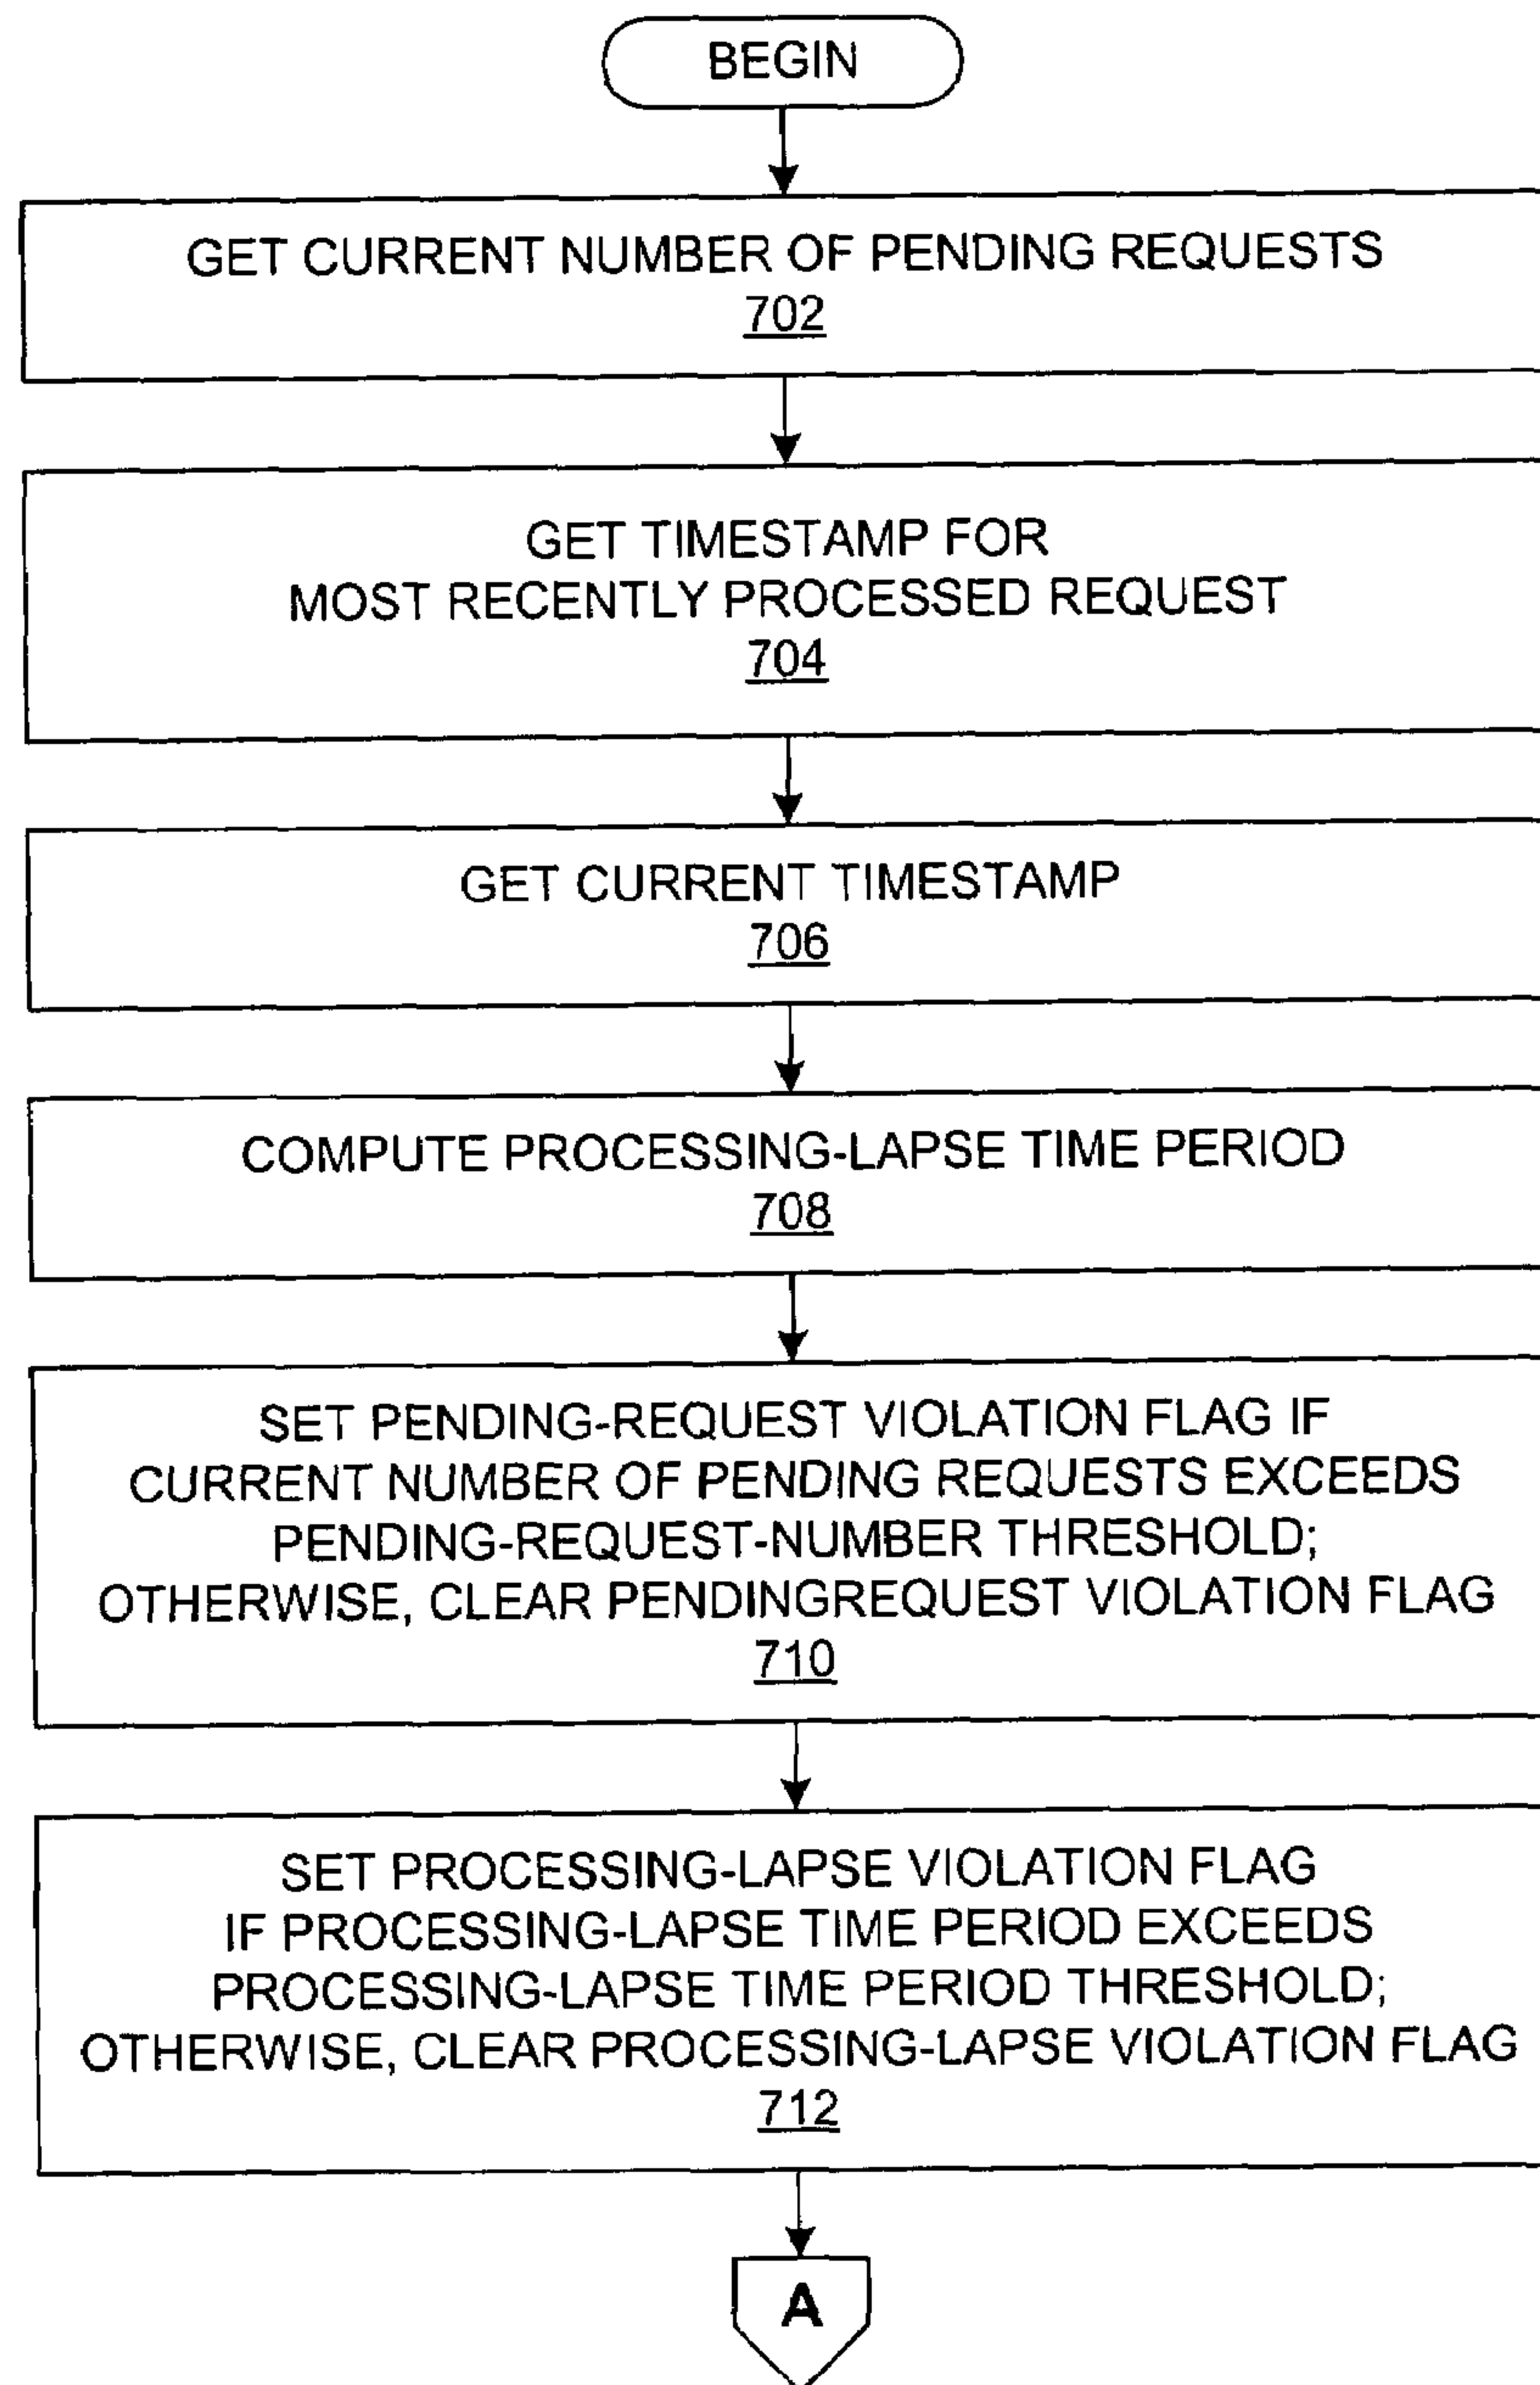 BEGIN
GET CURRENT NUMBER OF PENDING REQUESTS
702
GET TIMESTAMP FOR
MOST RECENTLY PROCESSED REQUEST
704
GET CURRENT TIMESTAMP
706
COMPUTE PROCESSING-LAPSE TIME PERIOD
708
SET PENDING-REQUEST VIOLATION FLAG IF
CURRENT NUMBER OF PENDING REQUESTS EXCEEDS
PENDING-REQUEST-NUMBER THRESHOLD;
OTHERWISE, CLEAR PENDINGREQUEST VIOLATION FLAG
710
SET PROCESSING-LAPSE VIOLATION FLAG
IF PROCESSING-LAPSE TIME PERIOD EXCEEDS
PROCESSING-LAPSE TIME PERIOD THRESHOLD;
OTHERWISE, CLEAR PROCESSING-LAPSE VIOLATION FLAG
712
A